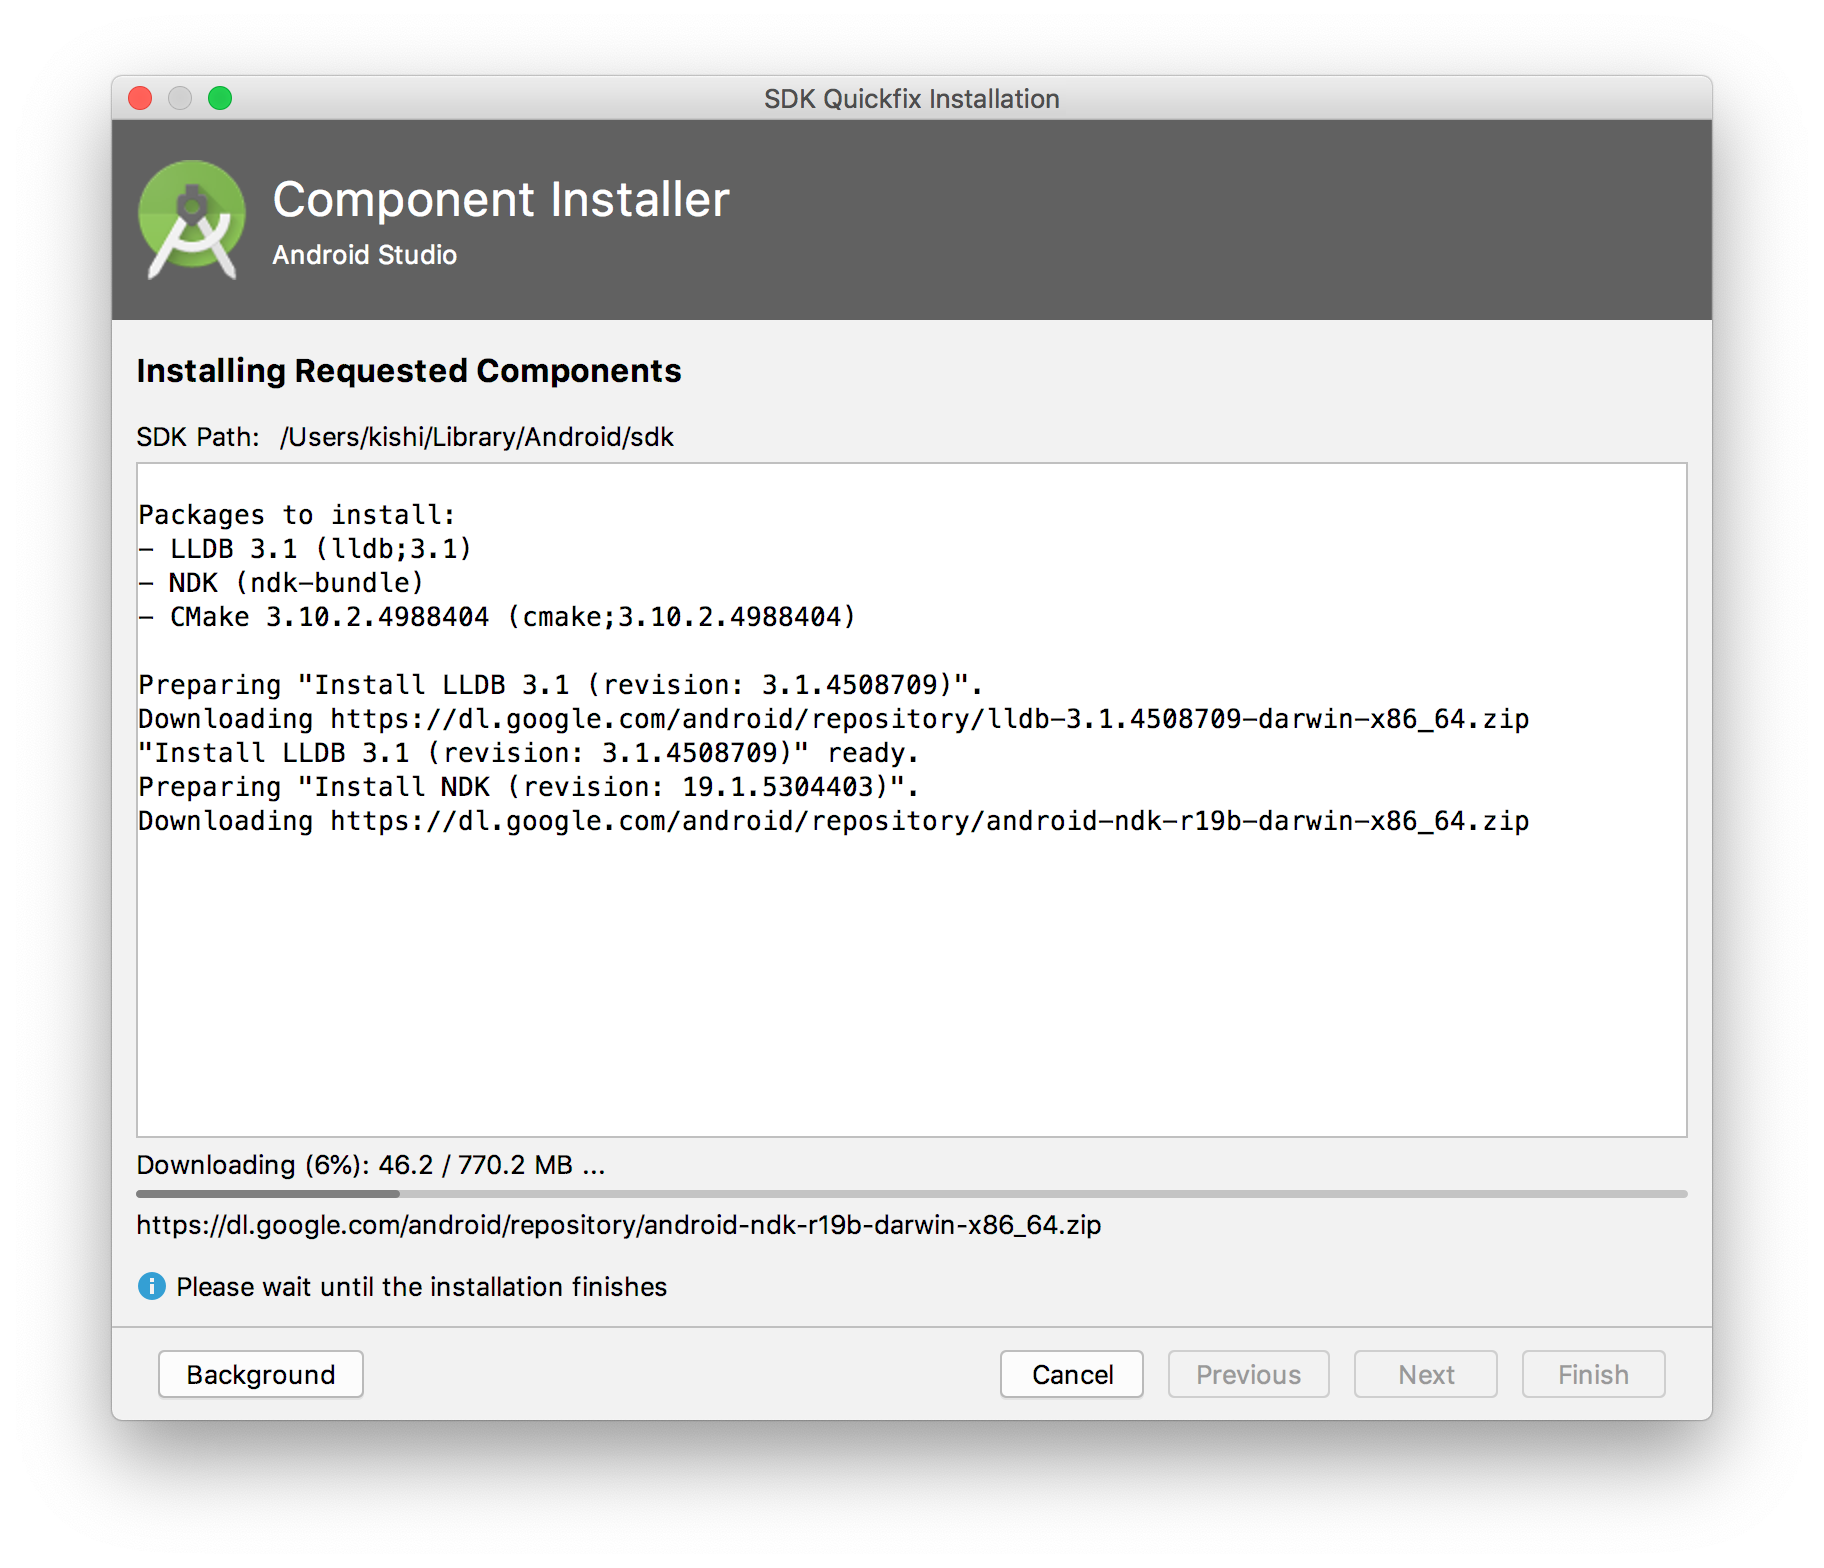 SDK Quickfix Installation
Component Installer
Android Studio
Installing Requested Components
SDK Path: /Users/kishi/Library/Android/sdk
Packages to install:
- LLDB 3.1 (lldb;3.1)
- NDK (ndk-bundle)
- CMake 3.10.2.4988404 (cmake;3.10.2.4988404)
Preparing "Install LLDB 3.1 (revision: 3.1.4508709)".
Downloading https://dl.google.com/android/repository/lldb-3.1.4508709-darwin-x86_64.zip
"Install LLDB 3.1 (revision: 3.1.4508709)" ready.
Preparing "Install NDK (revision: 19.1.5304403)".
Downloading https://dl.google.com/android/repository/android-ndk-r19b-darwin-x86_64.zip
Downloading (6%): 46.2 / 770.2 MB ...
https://dl.google.com/android/repository/android-ndk-r19b-darwin-x86_64.zip
Please wait until the installation finishes
Background Cancel Previous Next Finish